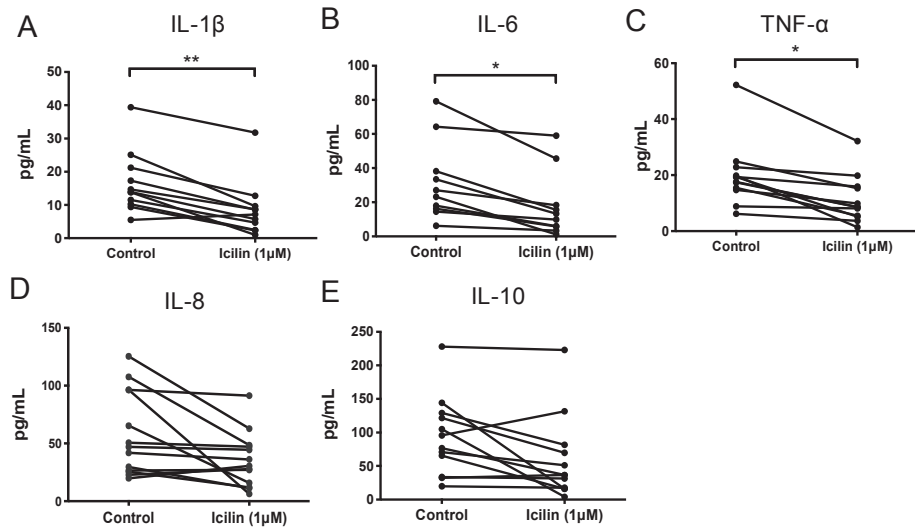 A
IL-1β
**
50
40
30
20
10
0
pg/mL
Control
Icilin (1μM)
B
IL-6
*
100
80
60
40
20
0
pg/mL
Control
Icilin (1μM)
C
TNF-α
*
60
40
20
0
pg/mL
Control
Icilin (1μM)
D
IL-8
150
100
50
0
pg/mL
Control
Icilin (1μM)
E
IL-10
250
200
150
100
50
0
pg/mL
Control
Icilin (1μM)